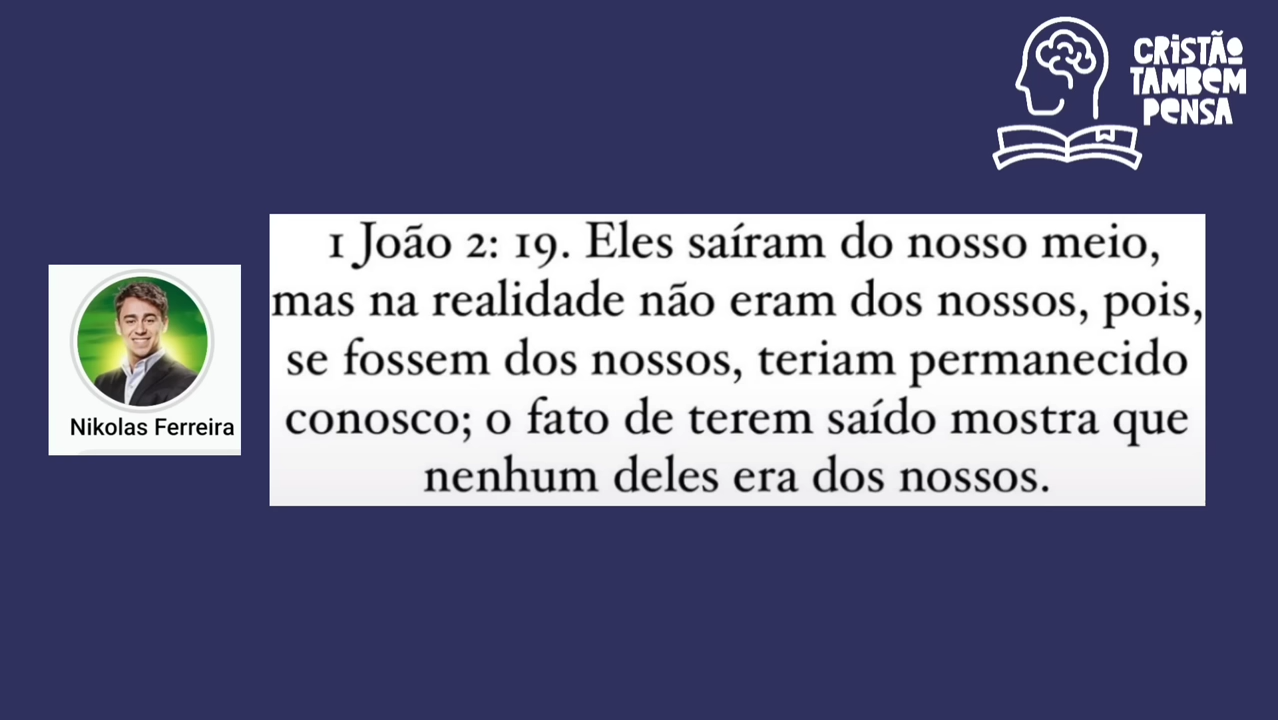 CRISTÃO
TAMBÉM
PENSA
1 João 2: 19. Eles saíram do nosso meio,
mas na realidade não eram dos nossos, pois,
se fossem dos nossos, teriam permanecido
conosco; o fato de terem saído mostra que
nenhum deles era dos nossos.
Nikolas Ferreira